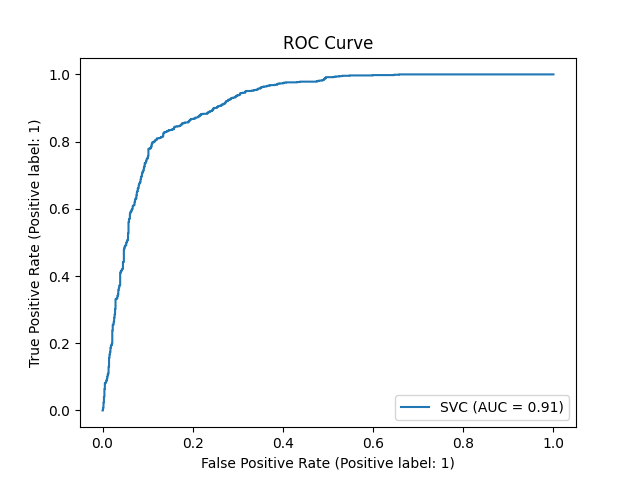 ROC Curve
True Positive Rate (Positive label: 1)
1.0
0.8
0.6
0.4
0.2
0.0
0.0 0.2 0.4 0.6 0.8 1.0
SVC (AUC = 0.91)
False Positive Rate (Positive label: 1)